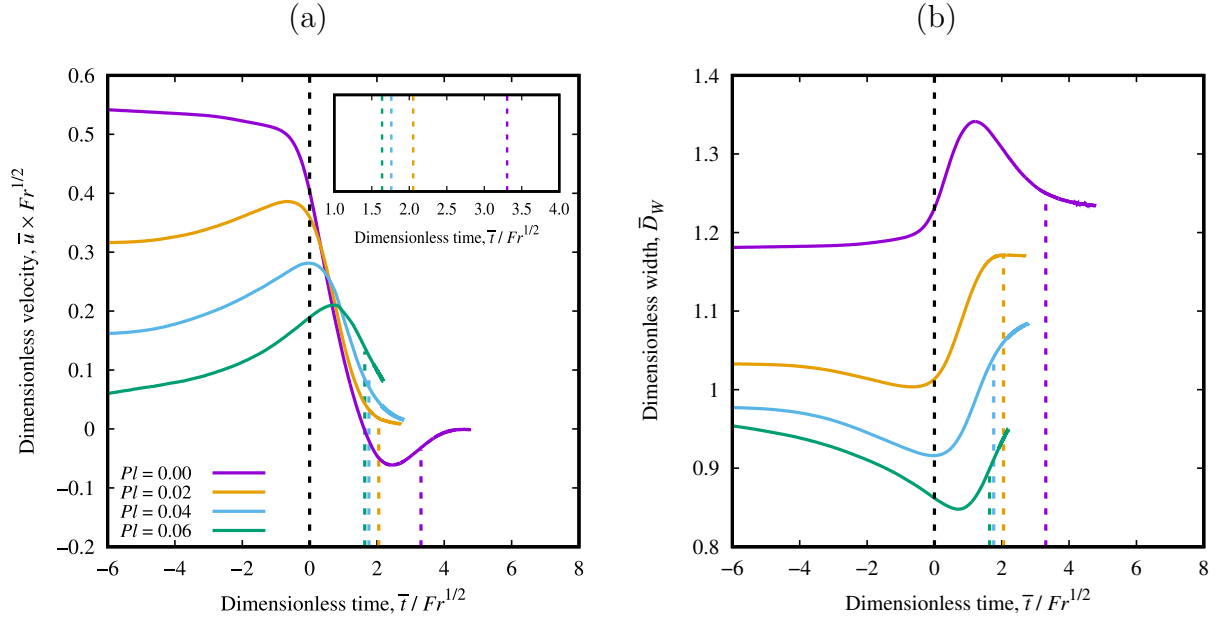 (a)
0.6
0.5
0.4
0.3
0.2
0.1
0
−0.1
−0.2
Dimensionless velocity, u̅ × Fr^1/2
1.0 1.5 2.0 2.5 3.0 3.5 4.0
Dimensionless time, t̅ / Fr^1/2
Pl = 0.00
Pl = 0.02
Pl = 0.04
Pl = 0.06
−6 −4 −2 0 2 4 6 8
Dimensionless time, t̅ / Fr^1/2
(b)
1.4
1.3
1.2
1.1
1
0.9
0.8
Dimensionless width, D̅_W
−6 −4 −2 0 2 4 6 8
Dimensionless time, t̅ / Fr^1/2